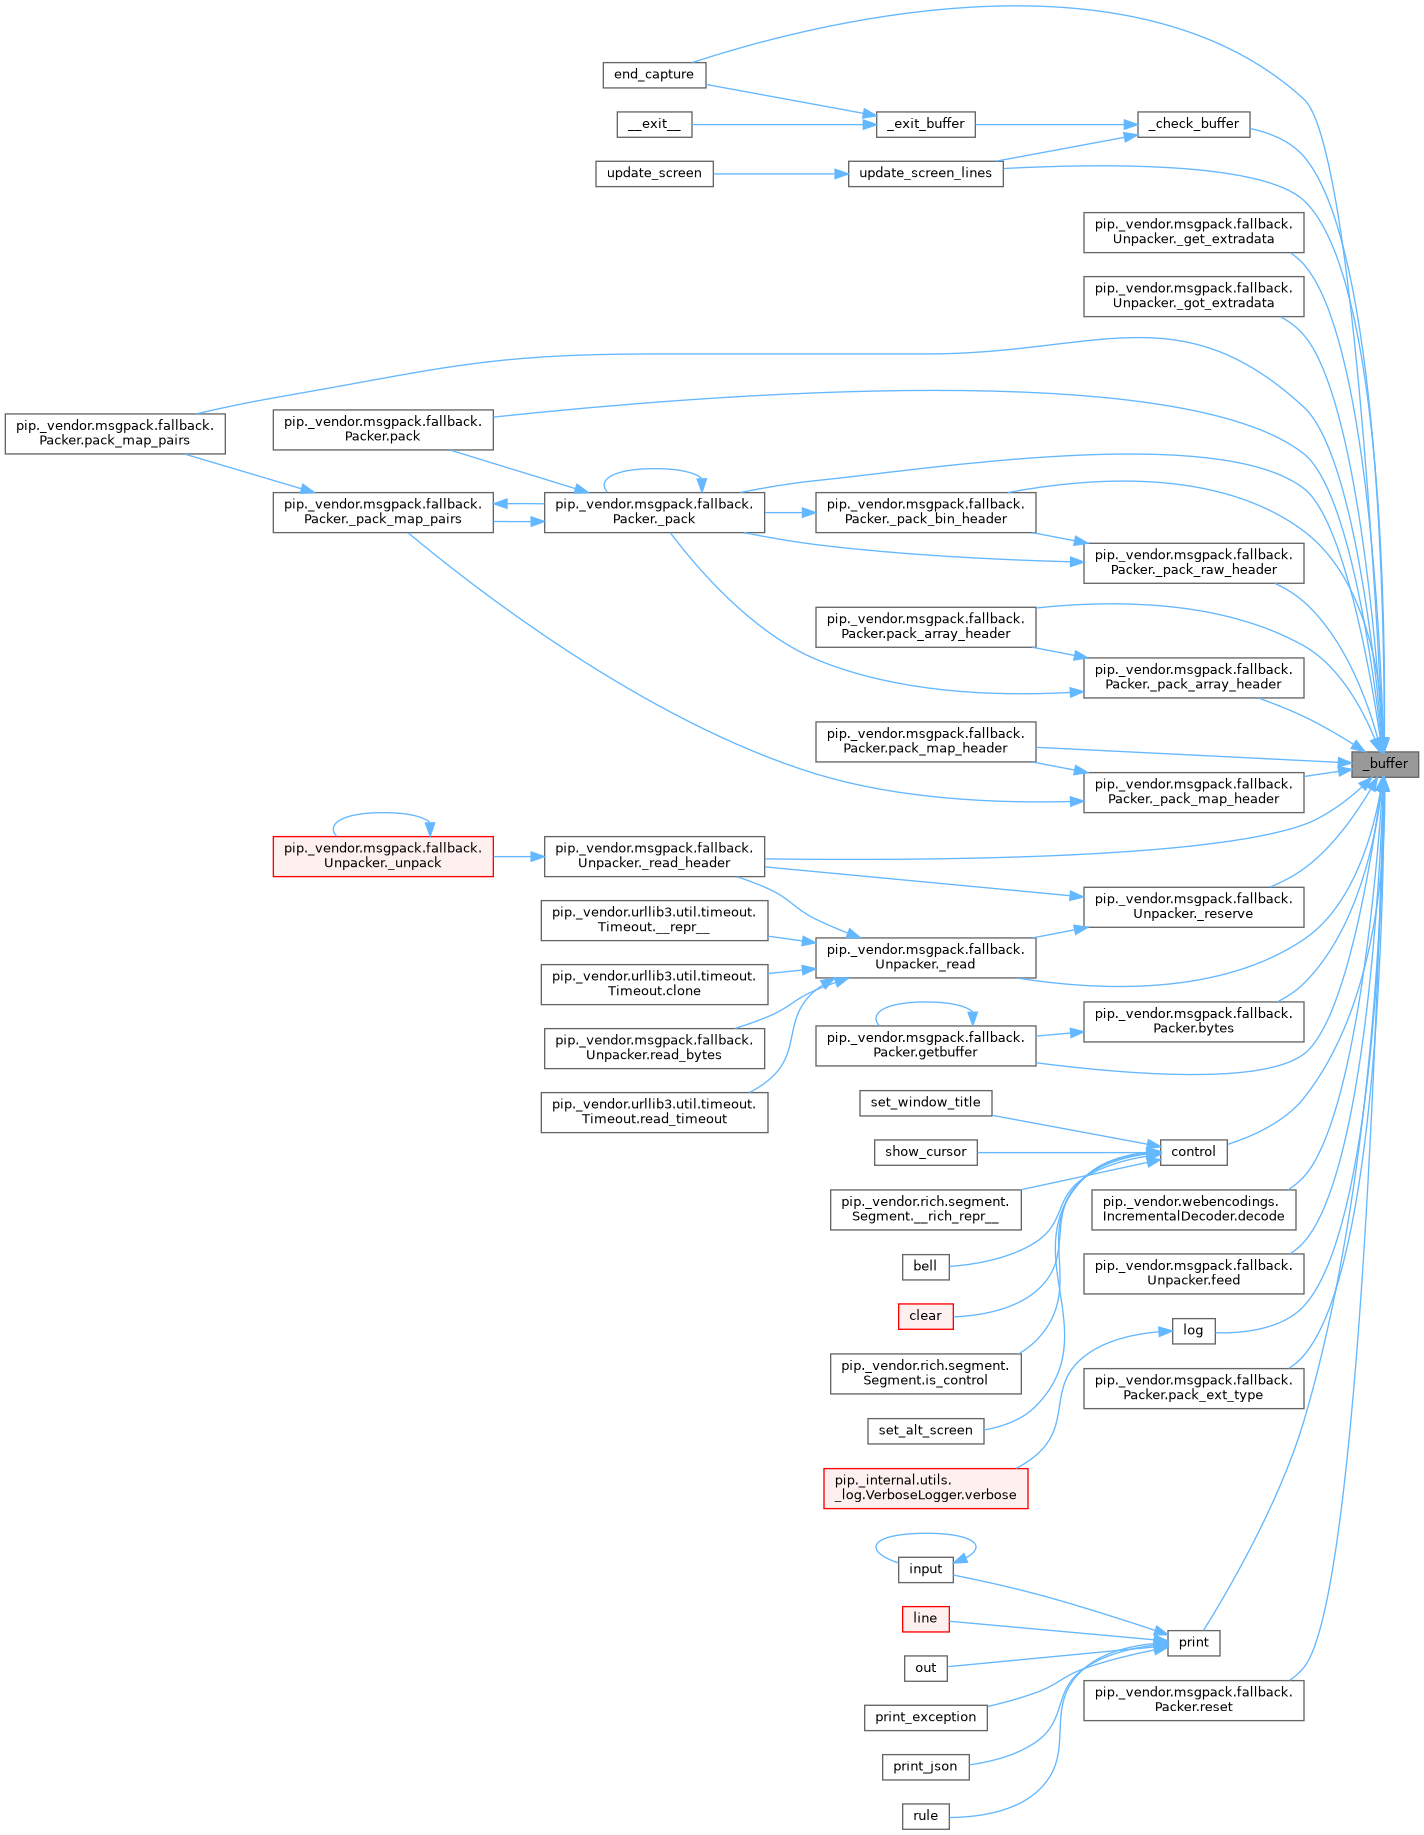 end_capture
__exit__
_exit_buffer
_check_buffer
update_screen
update_screen_lines
pip._vendor.msgpack.fallback.
Unpacker._get_extradata
pip._vendor.msgpack.fallback.
Unpacker._got_extradata
pip._vendor.msgpack.fallback.
Packer.pack_map_pairs
pip._vendor.msgpack.fallback.
Packer.pack
pip._vendor.msgpack.fallback.
Packer._pack_map_pairs
pip._vendor.msgpack.fallback.
Packer._pack
pip._vendor.msgpack.fallback.
Packer._pack_bin_header
pip._vendor.msgpack.fallback.
Packer._pack_raw_header
pip._vendor.msgpack.fallback.
Packer.pack_array_header
pip._vendor.msgpack.fallback.
Packer._pack_array_header
pip._vendor.msgpack.fallback.
Packer.pack_map_header
_buffer
pip._vendor.msgpack.fallback.
Packer._pack_map_header
pip._vendor.msgpack.fallback.
Unpacker._unpack
pip._vendor.msgpack.fallback.
Unpacker._read_header
pip._vendor.msgpack.fallback.
Unpacker._reserve
pip._vendor.urllib3.util.timeout.
Timeout.__repr__
pip._vendor.msgpack.fallback.
Unpacker._read
pip._vendor.urllib3.util.timeout.
Timeout.clone
pip._vendor.msgpack.fallback.
Packer.bytes
pip._vendor.msgpack.fallback.
Unpacker.read_bytes
pip._vendor.msgpack.fallback.
Packer.getbuffer
pip._vendor.urllib3.util.timeout.
Timeout.read_timeout
set_window_title
show_cursor
control
pip._vendor.rich.segment.
Segment.__rich_repr__
pip._vendor.webencodings.
IncrementalDecoder.decode
bell
pip._vendor.msgpack.fallback.
Unpacker.feed
clear
log
pip._vendor.rich.segment.
Segment.is_control
pip._vendor.msgpack.fallback.
Packer.pack_ext_type
set_alt_screen
pip._internal.utils.
_log.VerboseLogger.verbose
input
line
print
out
pip._vendor.msgpack.fallback.
Packer.reset
print_exception
print_json
rule